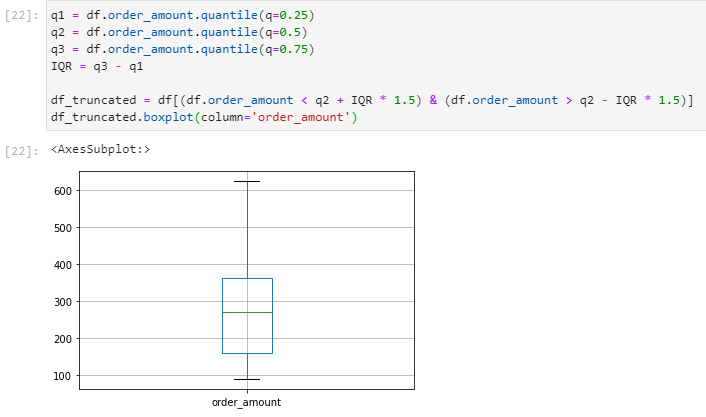 [22]: q1 = df.order_amount.quantile(q=0.25)
q2 = df.order_amount.quantile(q=0.5)
q3 = df.order_amount.quantile(q=0.75)
IQR = q3 - q1
df_truncated = df[(df.order_amount < q2 + IQR * 1.5) & (df.order_amount > q2 - IQR * 1.5)]
df_truncated.boxplot(column='order_amount')
[22]: <AxesSubplot:>
600
500
400
300
200
100
order_amount